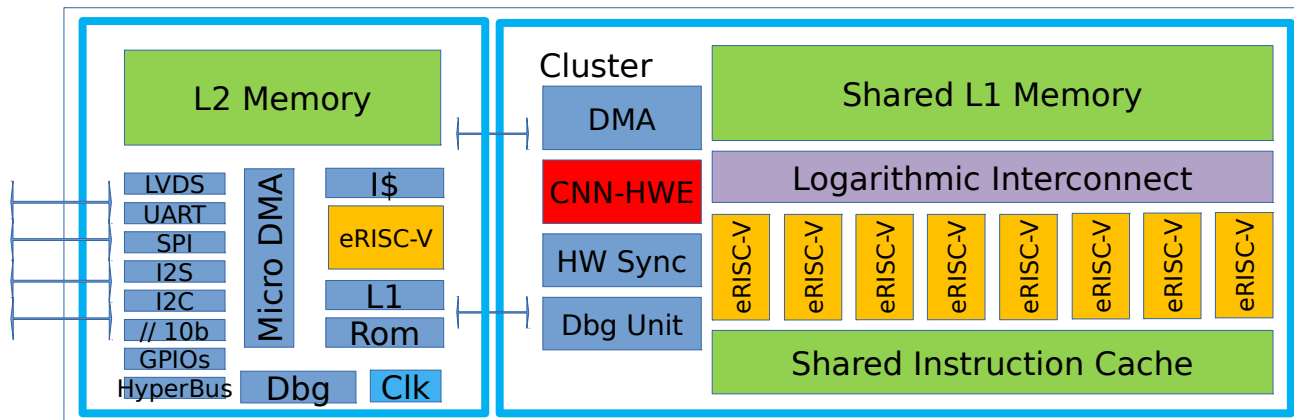 L2 Memory
LVDS
UART
SPI
I2S
I2C
// 10b
GPIOs
HyperBus
Micro DMA
I$
eRISC-V
L1
Rom
Dbg
Clk
Cluster
DMA
CNN-HWE
HW Sync
Dbg Unit
Shared L1 Memory
Logarithmic Interconnect
eRISC-V
eRISC-V
eRISC-V
eRISC-V
eRISC-V
eRISC-V
eRISC-V
eRISC-V
Shared Instruction Cache